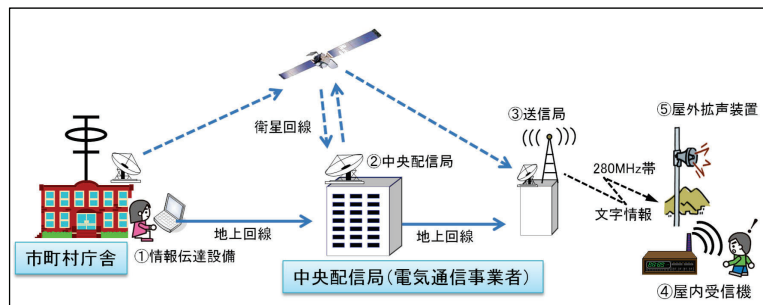 衛星回線
③送信局
⑤屋外拡声装置
②中央配信局
280MHz帯
文字情報
地上回線
地上回線
市町村庁舎
①情報伝達設備
中央配信局(電気通信事業者)
④屋内受信機